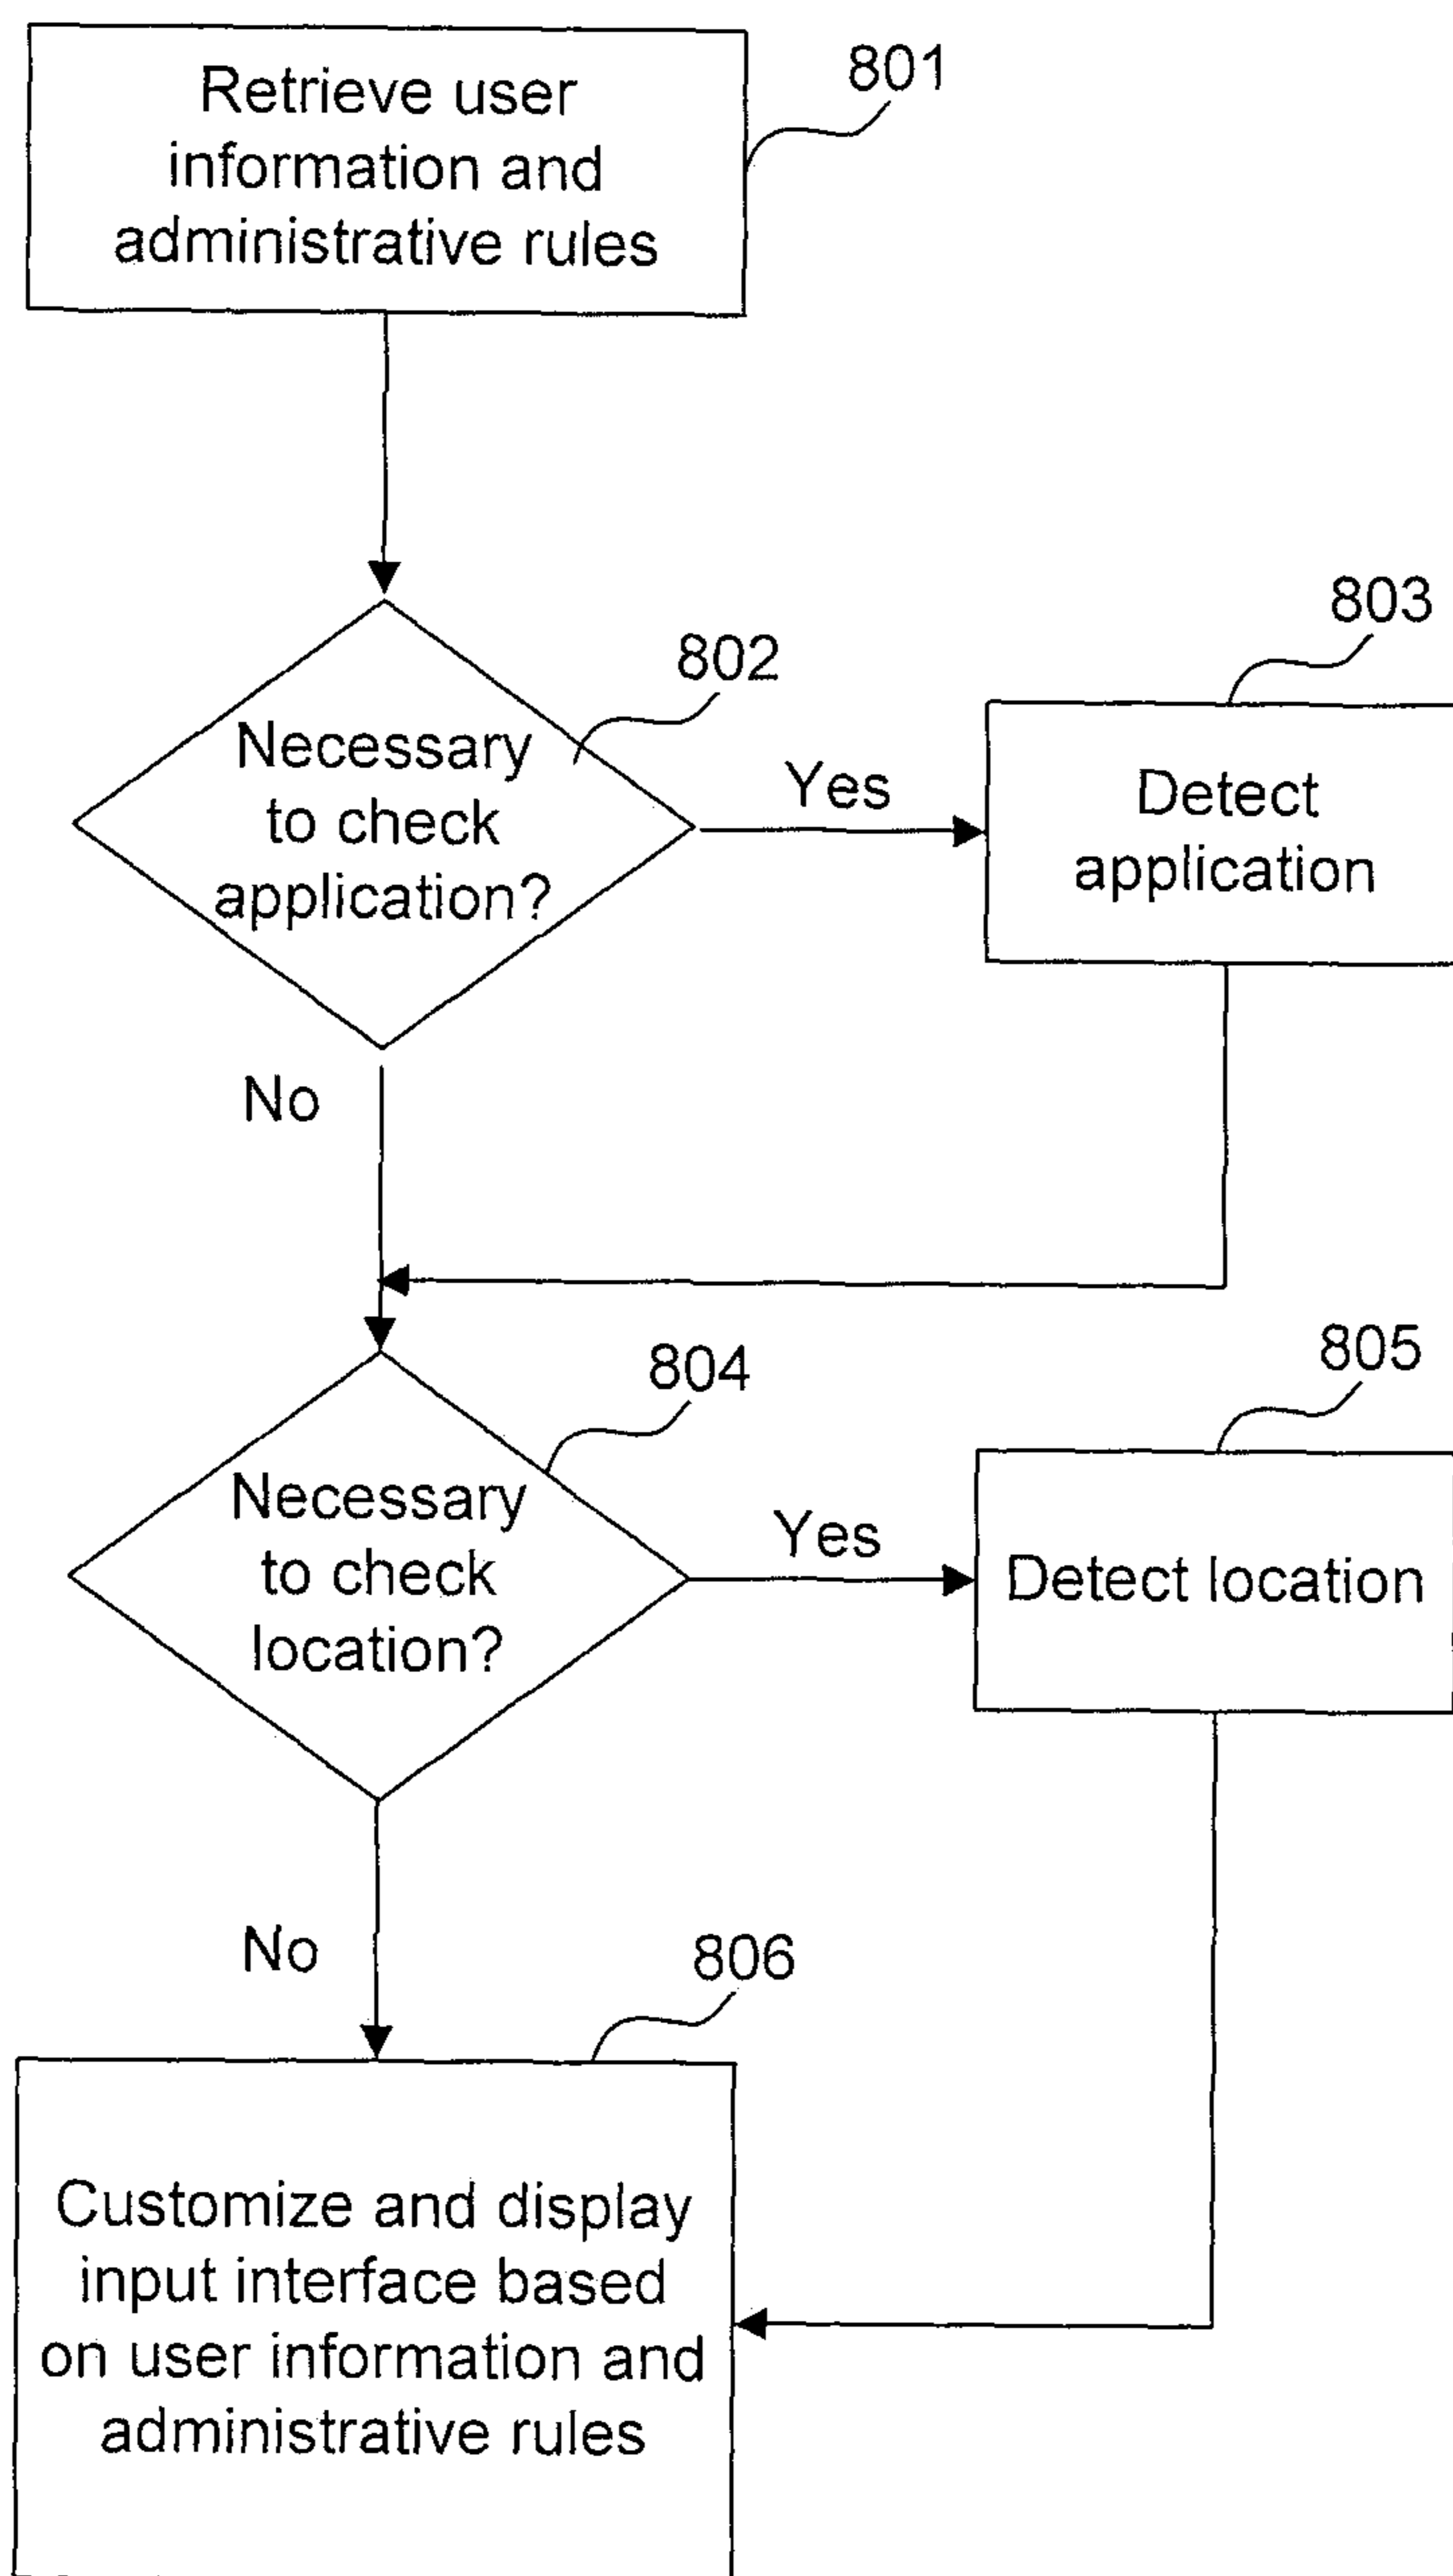 801
Retrieve user
information and
administrative rules
802
Necessary
to check
application?
Yes
803
Detect
application
No
804
Necessary
to check
location?
Yes
805
Detect location
No
806
Customize and display
input interface based
on user information and
administrative rules